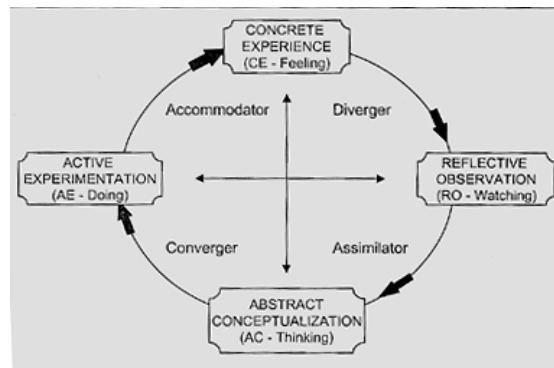 CONCRETE
EXPERIENCE
(CE - Feeling)
Accommodator
Diverger
ACTIVE
EXPERIMENTATION
(AE - Doing)
REFLECTIVE
OBSERVATION
(RO - Watching)
Converger
Assimilator
ABSTRACT
CONCEPTUALIZATION
(AC - Thinking)